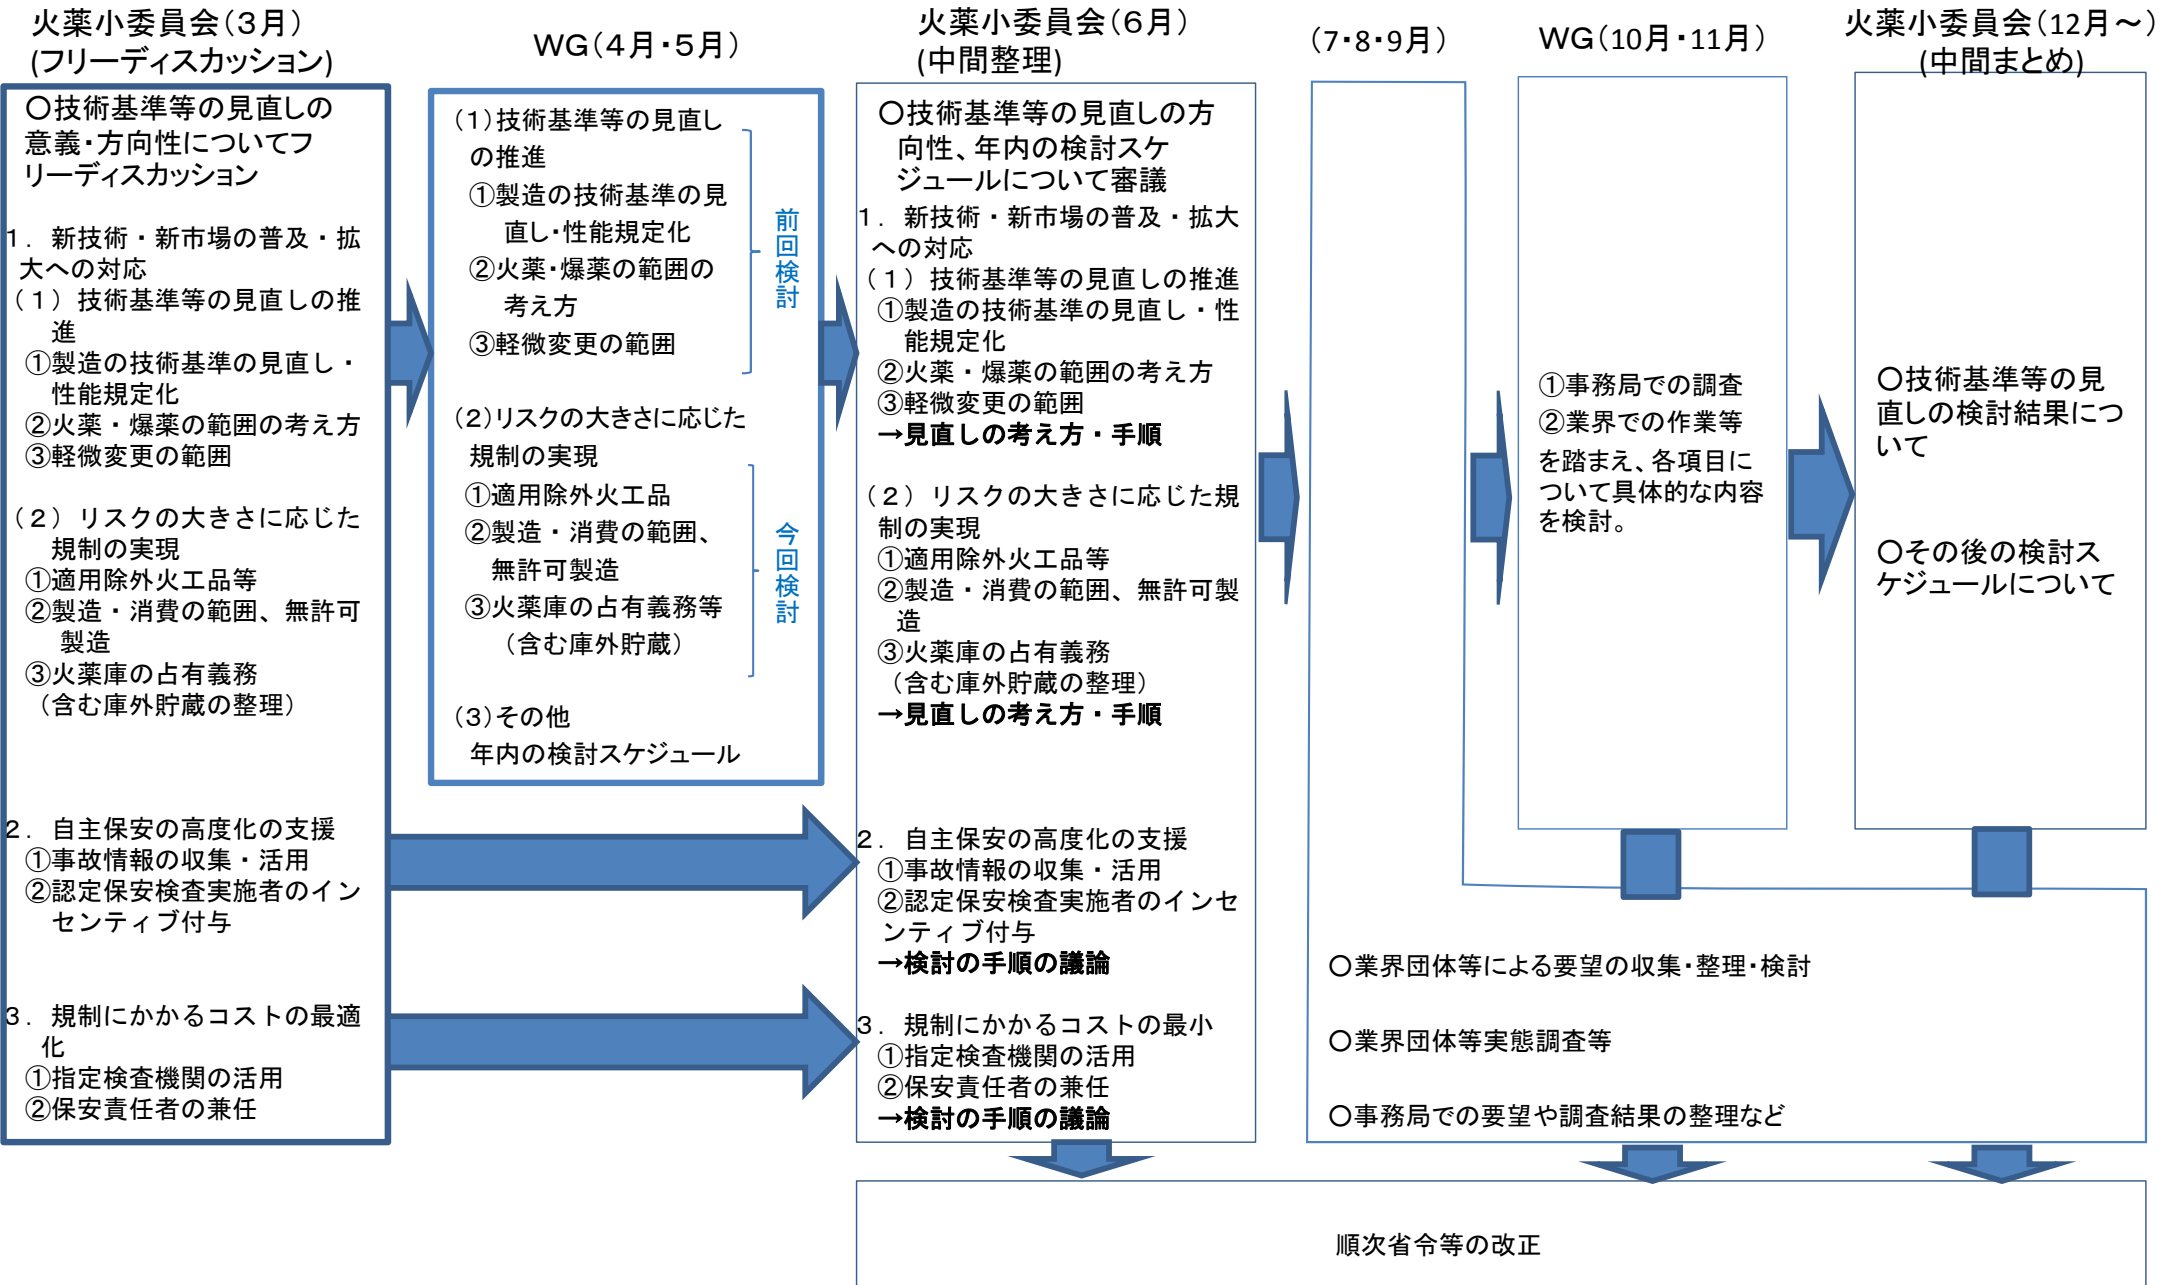 火薬小委員会(3月)
(フリーディスカッション)
〇技術基準等の見直しの
意義・方向性についてフ
リーディスカッション
1．新技術・新市場の普及・拡
大への対応
（1）技術基準等の見直しの推
進
①製造の技術基準の見直し・
性能規定化
②火薬・爆薬の範囲の考え方
③軽微変更の範囲
（2）リスクの大きさに応じた
規制の実現
①適用除外火工品等
②製造・消費の範囲、無許可
製造
③火薬庫の占有義務
（含む庫外貯蔵の整理）
2．自主保安の高度化の支援
①事故情報の収集・活用
②認定保安検査実施者のイン
センティブ付与
3．規制にかかるコストの最適
化
①指定検査機関の活用
②保安責任者の兼任
WG(4月・5月)
(1)技術基準等の見直し
の推進
①製造の技術基準の見
直し・性能規定化
②火薬・爆薬の範囲の
考え方
③軽微変更の範囲
前回検討
(2)リスクの大きさに応じた
規制の実現
①適用除外火工品
②製造・消費の範囲、
無許可製造
③火薬庫の占有義務等
（含む庫外貯蔵）
今回検討
(3)その他
年内の検討スケジュール
火薬小委員会(6月)
(中間整理)
〇技術基準等の見直しの方
向性、年内の検討スケ
ジュールについて審議
1．新技術・新市場の普及・拡大
への対応
（1）技術基準等の見直しの推進
①製造の技術基準の見直し・性
能規定化
②火薬・爆薬の範囲の考え方
③軽微変更の範囲
→見直しの考え方・手順
（2）リスクの大きさに応じた規
制の実現
①適用除外火工品等
②製造・消費の範囲、無許可製
造
③火薬庫の占有義務
（含む庫外貯蔵の整理）
→見直しの考え方・手順
2．自主保安の高度化の支援
①事故情報の収集・活用
②認定保安検査実施者のインセ
ンティブ付与
→検討の手順の議論
3．規制にかかるコストの最小
①指定検査機関の活用
②保安責任者の兼任
→検討の手順の議論
(7・8・9月)
WG(10月・11月)
①事務局での調査
②業界での作業等
を踏まえ、各項目に
ついて具体的な内容
を検討。
火薬小委員会(12月～)
(中間まとめ)
〇技術基準等の見
直しの検討結果につ
いて
〇その後の検討ス
ケジュールについて
〇業界団体等による要望の収集・整理・検討
〇業界団体等実態調査等
〇事務局での要望や調査結果の整理など
順次省令等の改正